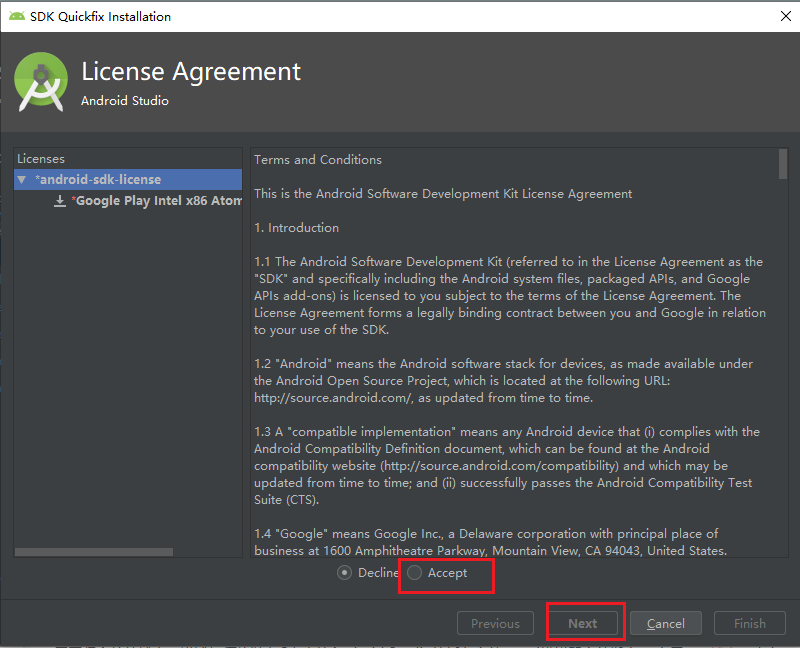 SDK Quickfix Installation
License Agreement
Android Studio
Licenses
*android-sdk-license
*Google Play Intel x86 Atom
Terms and Conditions
This is the Android Software Development Kit License Agreement
1. Introduction
1.1 The Android Software Development Kit (referred to in the License Agreement as the
"SDK" and specifically including the Android system files, packaged APIs, and Google
APIs add-ons) is licensed to you subject to the terms of the License Agreement. The
License Agreement forms a legally binding contract between you and Google in relation
to your use of the SDK.
1.2 "Android" means the Android software stack for devices, as made available under
the Android Open Source Project, which is located at the following URL:
http://source.android.com/, as updated from time to time.
1.3 A "compatible implementation" means any Android device that (i) complies with the
Android Compatibility Definition document, which can be found at the Android
compatibility website (http://source.android.com/compatibility) and which may be
updated from time to time; and (ii) successfully passes the Android Compatibility Test
Suite (CTS).
1.4 "Google" means Google Inc., a Delaware corporation with principal place of
business at 1600 Amphitheatre Parkway, Mountain View, CA 94043, United States.
Decline Accept
Previous Next Cancel Finish